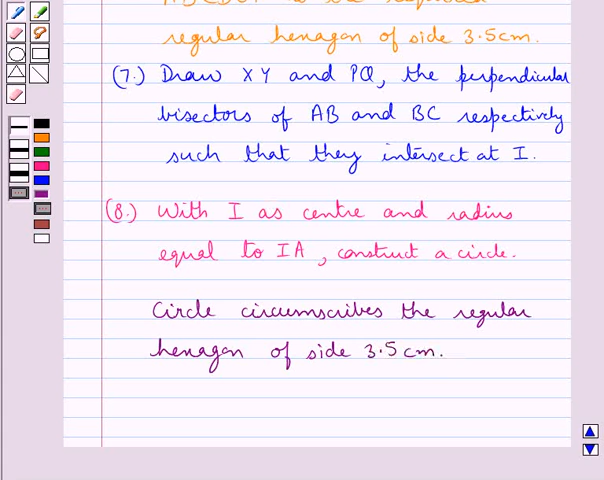 regular hexagon of side 3.5cm.
(7.) Draw XY and PQ, the perpendicular
bisectors of AB and BC respectively
such that they intersect at I.
(8.) With I as centre and radius
equal to IA, construct a circle.
Circle circumscribes the regular
hexagon of side 3.5cm.